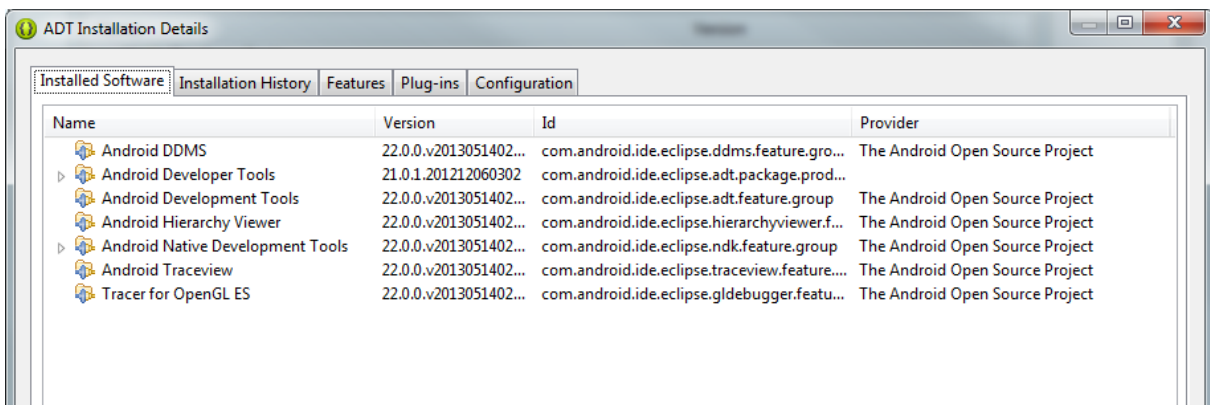 ADT Installation Details
Installed Software Installation History Features Plug-ins Configuration
Name Version Id Provider
Android DDMS 22.0.0.v2013051402... com.android.ide.eclipse.ddms.feature.gro... The Android Open Source Project
Android Developer Tools 21.0.1.201212060302 com.android.ide.eclipse.adt.package.prod...
Android Development Tools 22.0.0.v2013051402... com.android.ide.eclipse.adt.feature.group The Android Open Source Project
Android Hierarchy Viewer 22.0.0.v2013051402... com.android.ide.eclipse.hierarchyviewer.f... The Android Open Source Project
Android Native Development Tools 22.0.0.v2013051402... com.android.ide.eclipse.ndk.feature.group The Android Open Source Project
Android Traceview 22.0.0.v2013051402... com.android.ide.eclipse.traceview.feature.... The Android Open Source Project
Tracer for OpenGL ES 22.0.0.v2013051402... com.android.ide.eclipse.gldebugger.featu... The Android Open Source Project